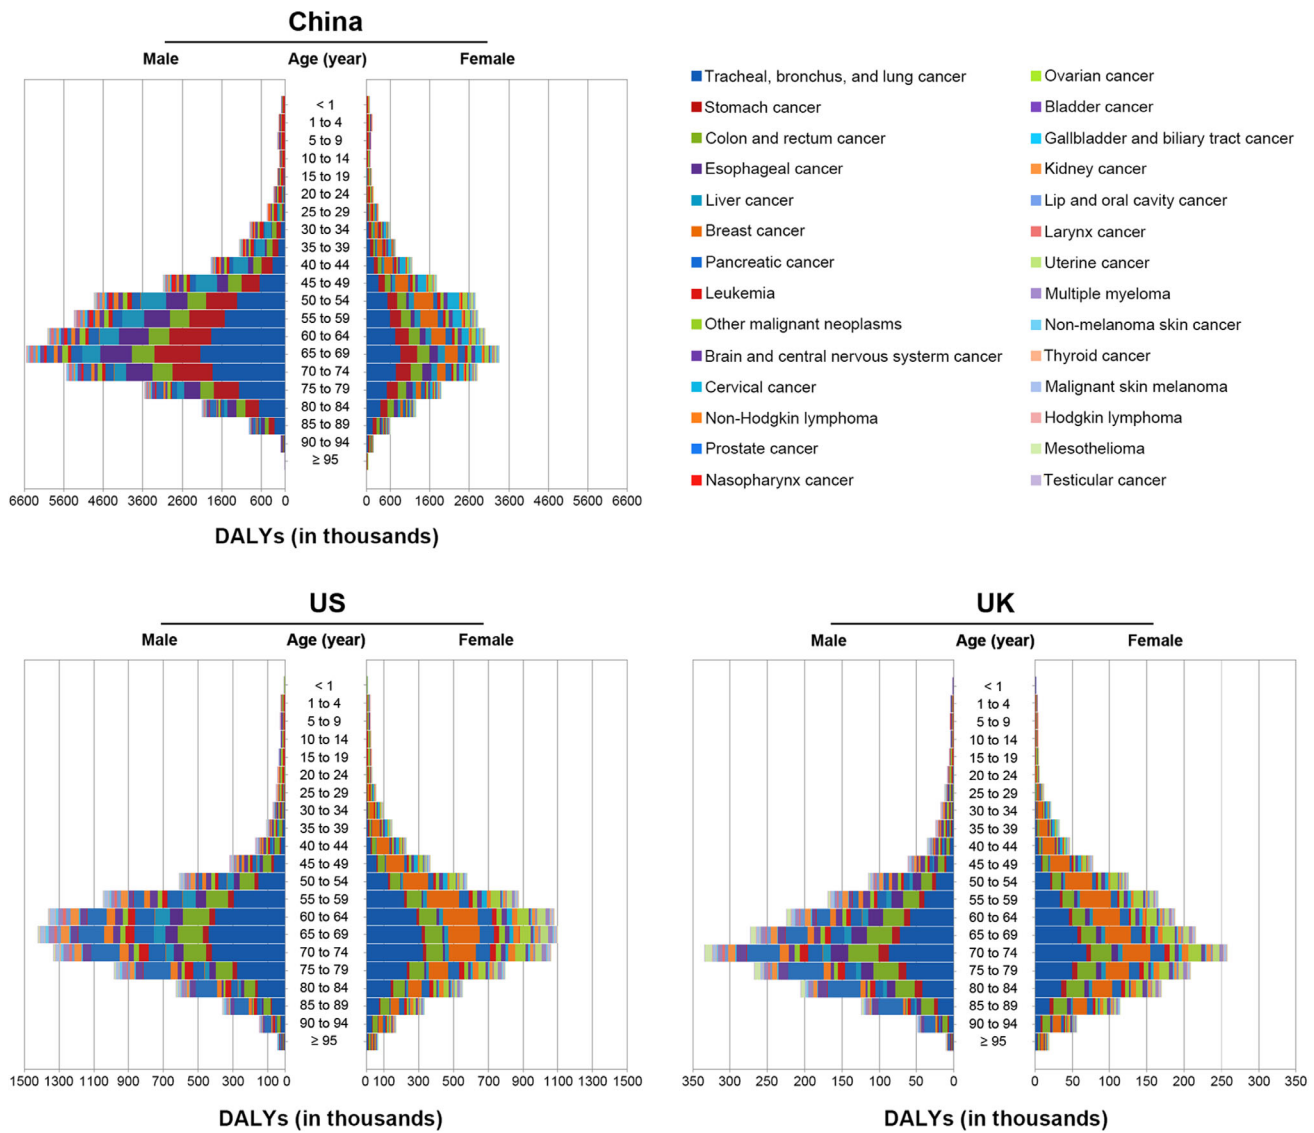 China
Male Age (year) Female
< 1
1 to 4
5 to 9
10 to 14
15 to 19
20 to 24
25 to 29
30 to 34
35 to 39
40 to 44
45 to 49
50 to 54
55 to 59
60 to 64
65 to 69
70 to 74
75 to 79
80 to 84
85 to 89
90 to 94
≥ 95
6600 5600 4600 3600 2600 1600 600 0 0 600 1600 2600 3600 4600 5600 6600
DALYs (in thousands)
Tracheal, bronchus, and lung cancer
Stomach cancer
Colon and rectum cancer
Esophageal cancer
Liver cancer
Breast cancer
Pancreatic cancer
Leukemia
Other malignant neoplasms
Brain and central nervous systerm cancer
Cervical cancer
Non-Hodgkin lymphoma
Prostate cancer
Nasopharynx cancer
Ovarian cancer
Bladder cancer
Gallbladder and biliary tract cancer
Kidney cancer
Lip and oral cavity cancer
Larynx cancer
Uterine cancer
Multiple myeloma
Non-melanoma skin cancer
Thyroid cancer
Malignant skin melanoma
Hodgkin lymphoma
Mesothelioma
Testicular cancer
US
Male Age (year) Female
< 1
1 to 4
5 to 9
10 to 14
15 to 19
20 to 24
25 to 29
30 to 34
35 to 39
40 to 44
45 to 49
50 to 54
55 to 59
60 to 64
65 to 69
70 to 74
75 to 79
80 to 84
85 to 89
90 to 94
≥ 95
1500 1300 1100 900 700 500 300 100 0 0 100 300 500 700 900 1100 1300 1500
DALYs (in thousands)
UK
Male Age (year) Female
< 1
1 to 4
5 to 9
10 to 14
15 to 19
20 to 24
25 to 29
30 to 34
35 to 39
40 to 44
45 to 49
50 to 54
55 to 59
60 to 64
65 to 69
70 to 74
75 to 79
80 to 84
85 to 89
90 to 94
≥ 95
350 250 200 150 100 50 0 0 50 100 150 200 250 300 350
DALYs (in thousands)